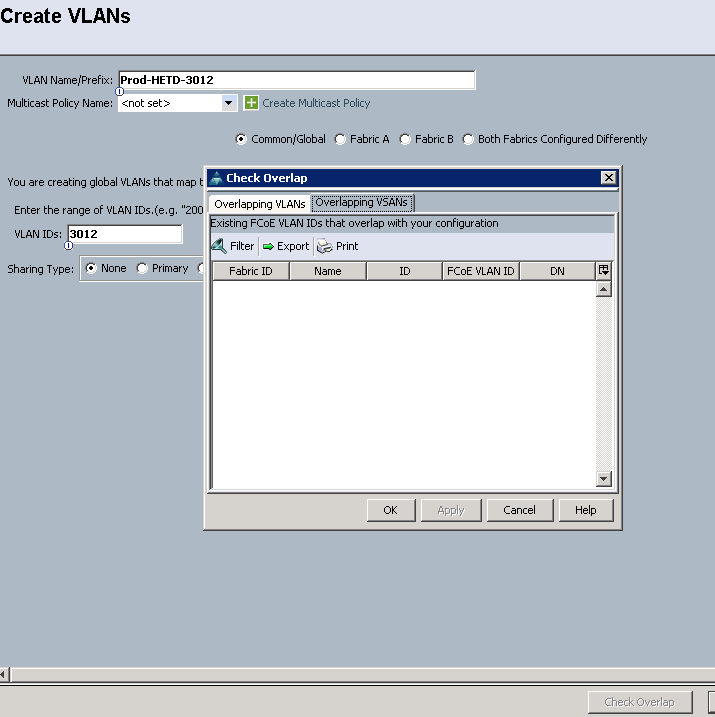 Create VLANs
VLAN Name/Prefix: Prod-HETD-3012
Multicast Policy Name: <not set> Create Multicast Policy
Common/Global Fabric A Fabric B Both Fabrics Configured Differently
You are creating global VLANs that map t
Enter the range of VLAN IDs.(e.g. "200
VLAN IDs: 3012
Sharing Type: None Primary
Check Overlap
Overlapping VLANs Overlapping VSANs
Existing FCoE VLAN IDs that overlap with your configuration
Filter Export Print
Fabric ID Name ID FCoE VLAN ID DN
OK Apply Cancel Help
Check Overlap